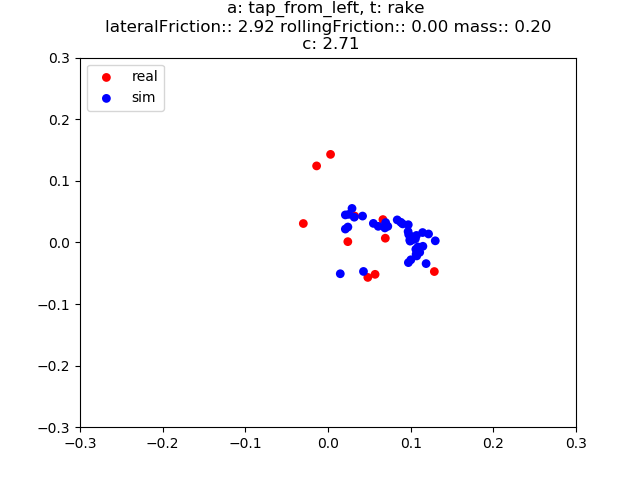 a: tap_from_left, t: rake
lateralFriction:: 2.92 rollingFriction:: 0.00 mass:: 0.20
c: 2.71
real
sim
0.3
0.2
0.1
0.0
−0.1
−0.2
−0.3
−0.3
−0.2
−0.1
0.0
0.1
0.2
0.3